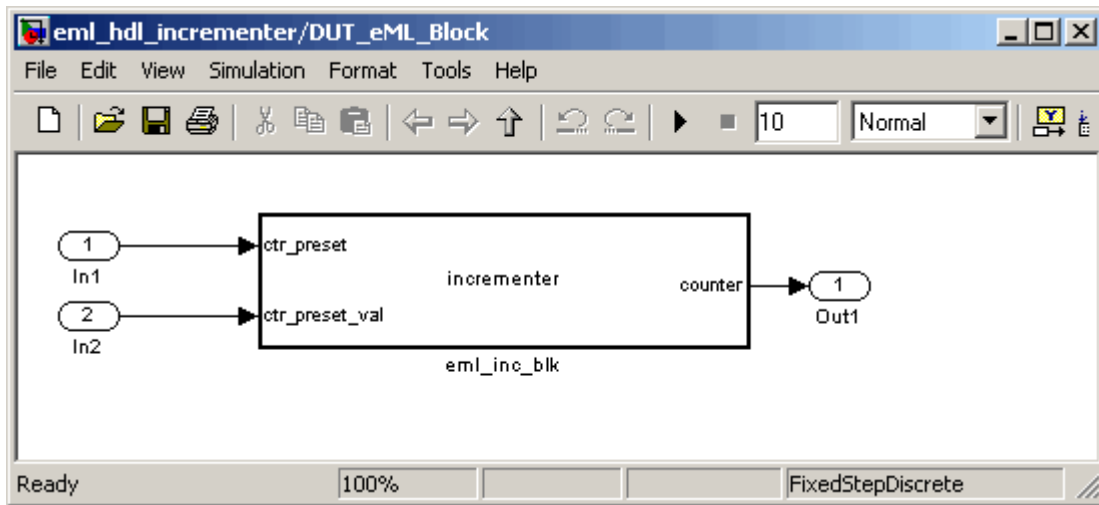 eml_hdl_incrementer/DUT_eML_Block
File Edit View Simulation Format Tools Help
10 Normal
1 ctr_preset
In1
incrementer
counter 1
Out1
2 ctr_preset_val
In2
eml_inc_blk
Ready 100% FixedStepDiscrete